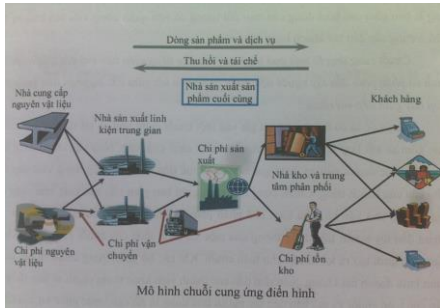 Dòng sản phẩm và dịch vụ
Thu hồi và tái chế
Nhà sản xuất sản
phẩm cuối cùng
Nhà cung cấp
nguyên vật liệu
Nhà sản xuất linh
kiện trung gian
Chi phí sản
xuất
Khách hàng
Nhà kho và trung
tâm phân phối
Chi phí nguyên
vật liệu
Chi phí vận
chuyển
Chi phí tồn
kho
Mô hình chuỗi cung ứng điển hình